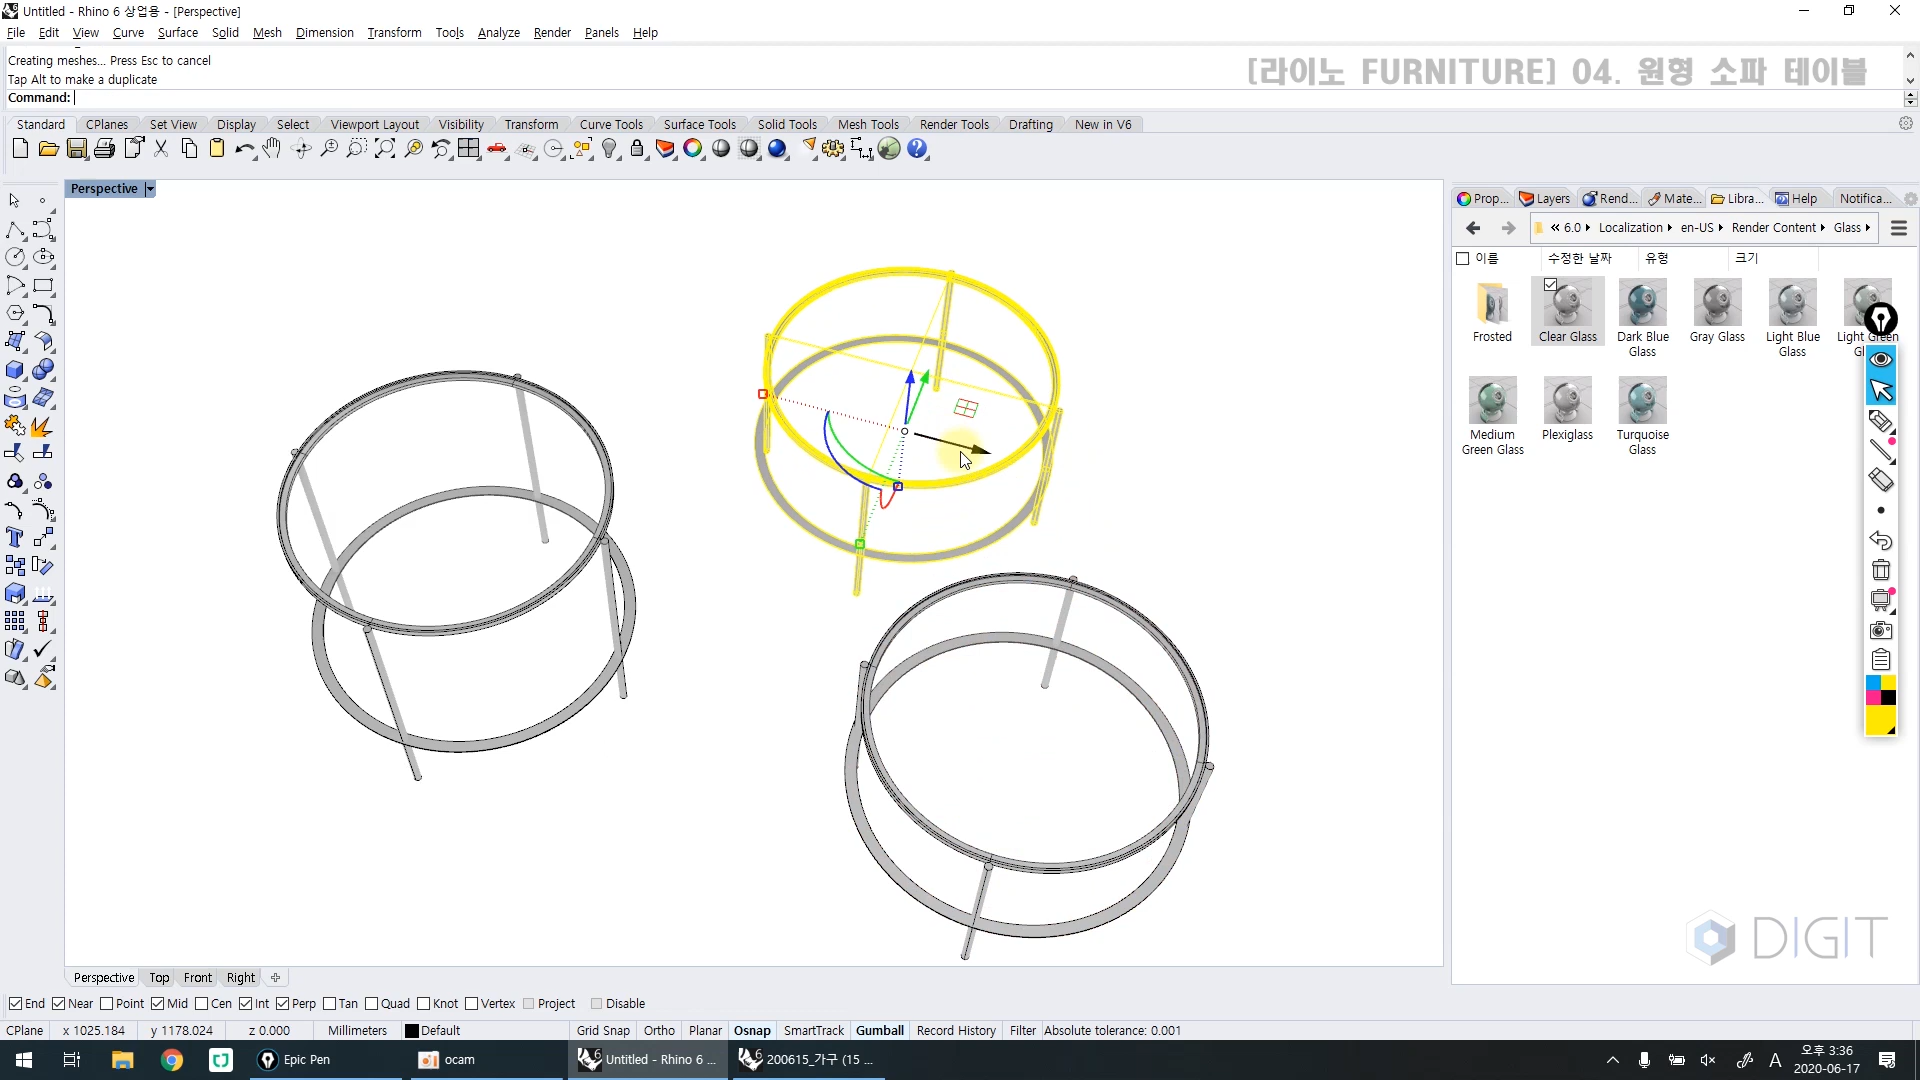 Untitled - Rhino 6 상업용 - [Perspective]
File Edit View Curve Surface Solid Mesh Dimension Transform Tools Analyze Render Panels Help
Creating meshes... Press Esc to cancel
Tap Alt to make a duplicate
Command:
[라이노 FURNITURE] 04. 원형 소파 테이블
Standard CPlanes Set View Display Select Viewport Layout Visibility Transform Curve Tools Surface Tools Solid Tools Mesh Tools Render Tools Drafting New in V6
Perspective
Prop... Layers Rend... Mate... Libra... Help Notifica...
« 6.0 Localization en-US Render Content Glass
이름 수정한 날짜 유형 크기
Frosted Clear Glass Dark Blue Glass Gray Glass Light Blue Glass Light Green
Medium Green Glass Plexiglass Turquoise Glass
DIGIT
Perspective Top Front Right
End Near Point Mid Cen Int Perp Tan Quad Knot Vertex Project Disable
CPlane x 1025.184 y 1178.024 z 0.000 Millimeters Default Grid Snap Ortho Planar Osnap SmartTrack Gumball Record History Filter Absolute tolerance: 0.001
Epic Pen ocam Untitled - Rhino 6 ... 200615_가구 (15 ...
A 오후 3:36
2020-06-17